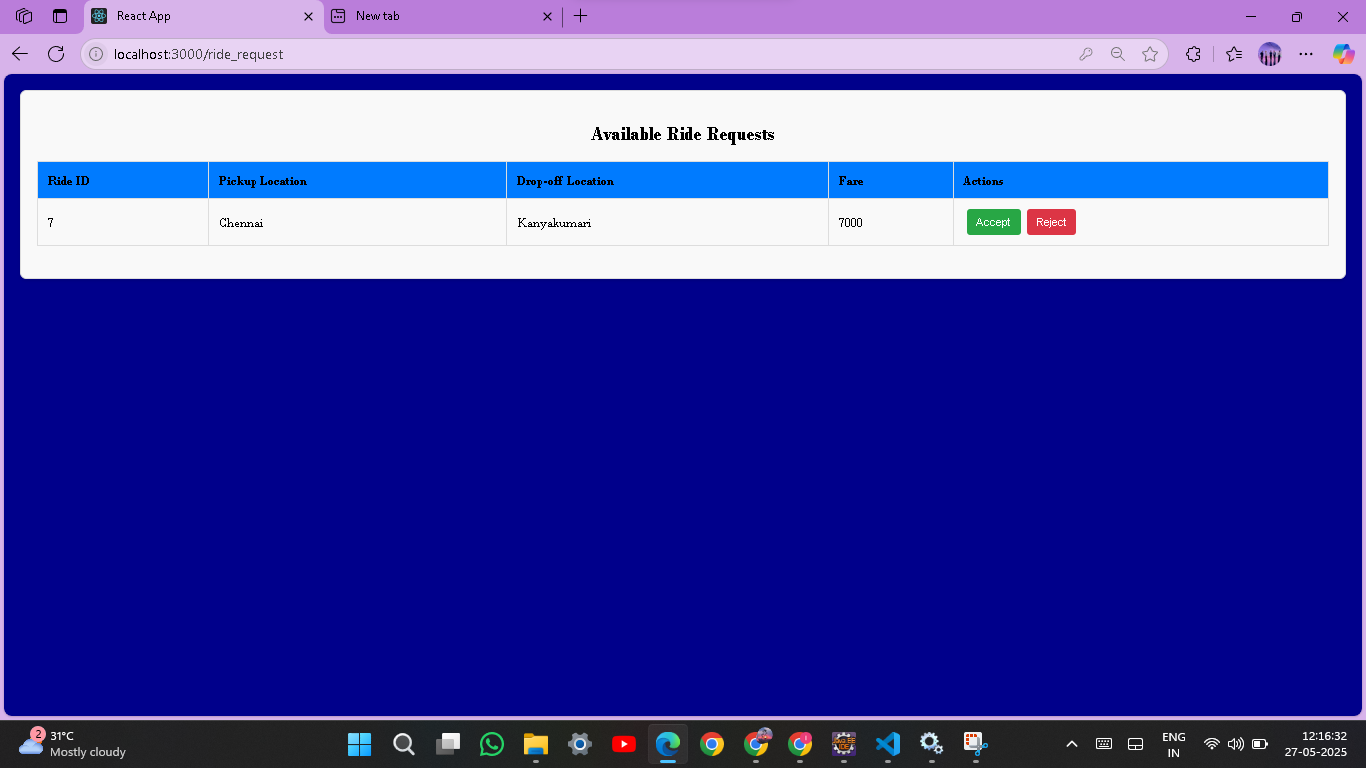 React App
New tab
localhost:3000/ride_request
Available Ride Requests
Ride ID Pickup Location Drop-off Location Fare Actions
7 Chennai Kanyakumari 7000 Accept Reject
2
31°C
Mostly cloudy
ENG
IN
12:16:32
27-05-2025